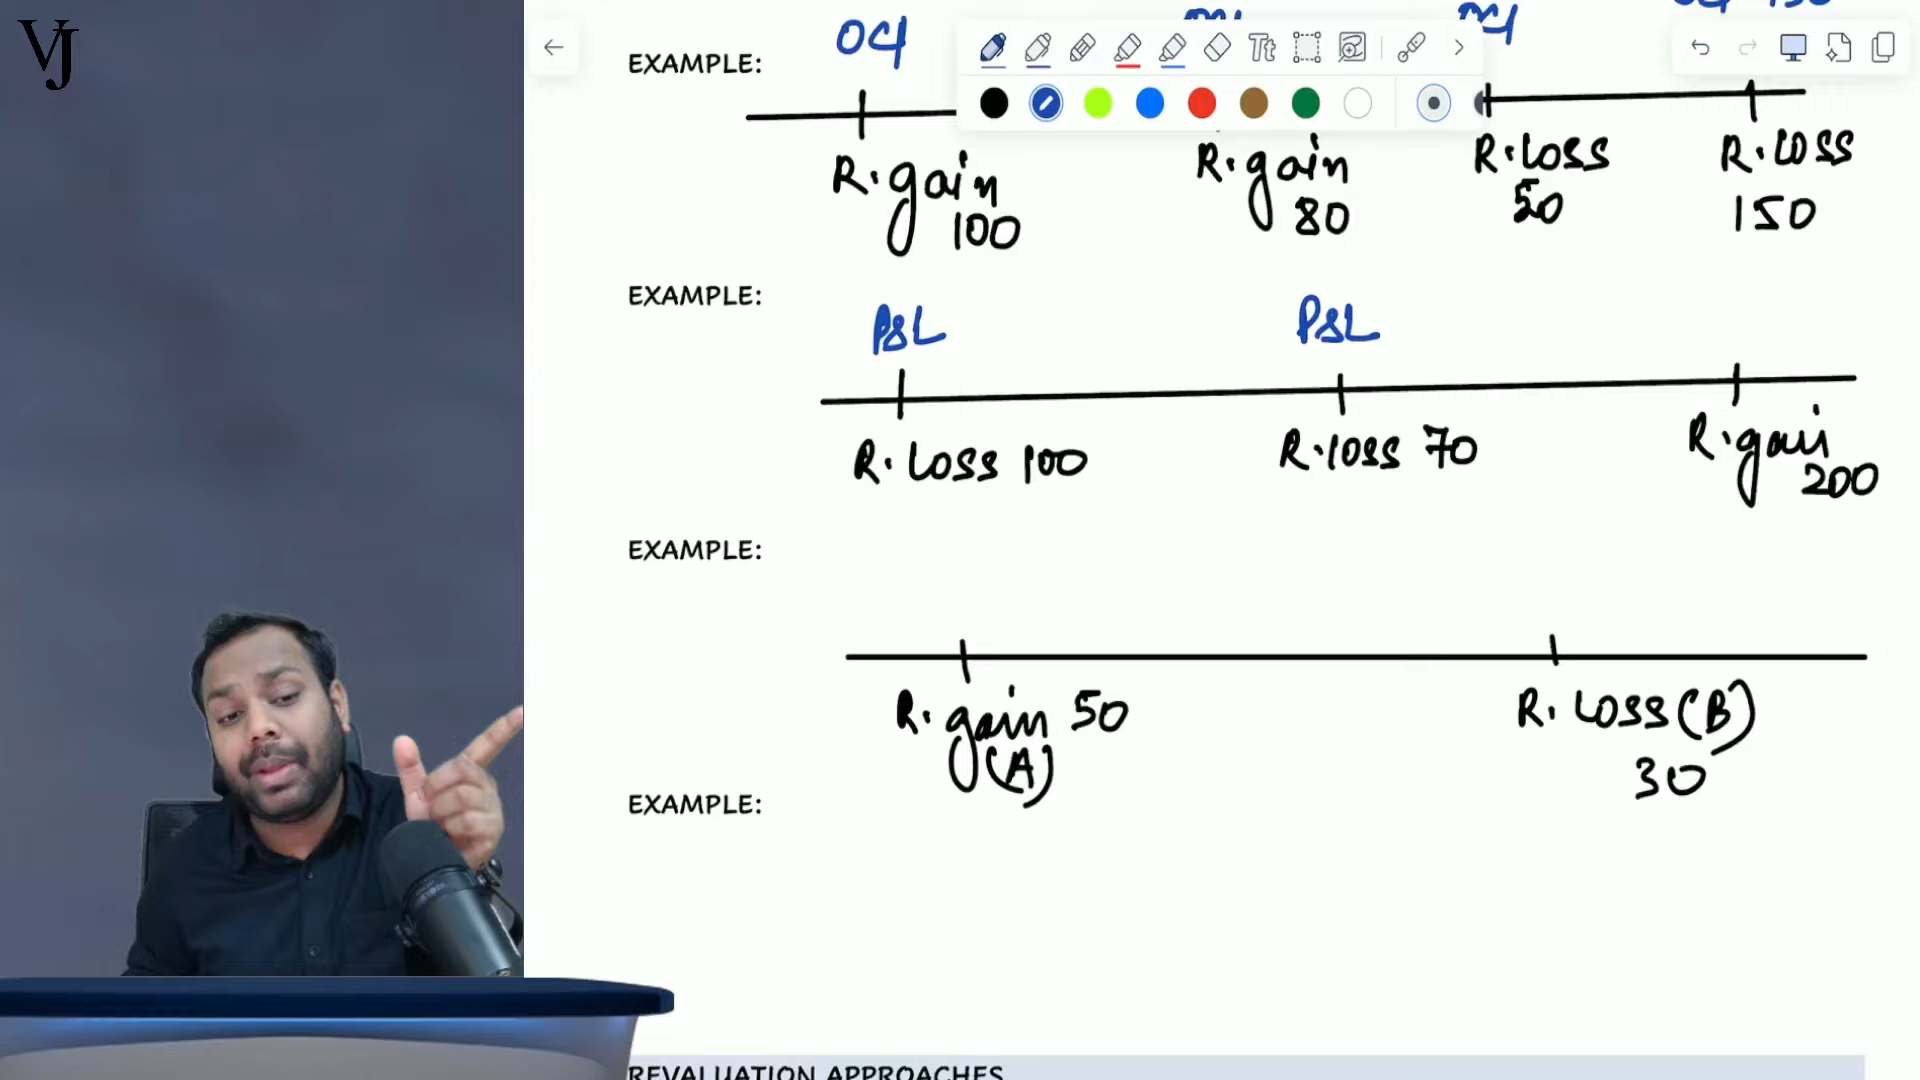 VJ
EXAMPLE:
OCI
Tt
R. gain
100
R. gain
80
R. LOSS
50
R. LOSS
150
EXAMPLE:
P&L
P&L
R. LOSS 100
R. loss 70
R. gain
200
EXAMPLE:
R. gain 50
(A)
R. LOSS (B)
30
EXAMPLE:
REVALUATION APPROACHES